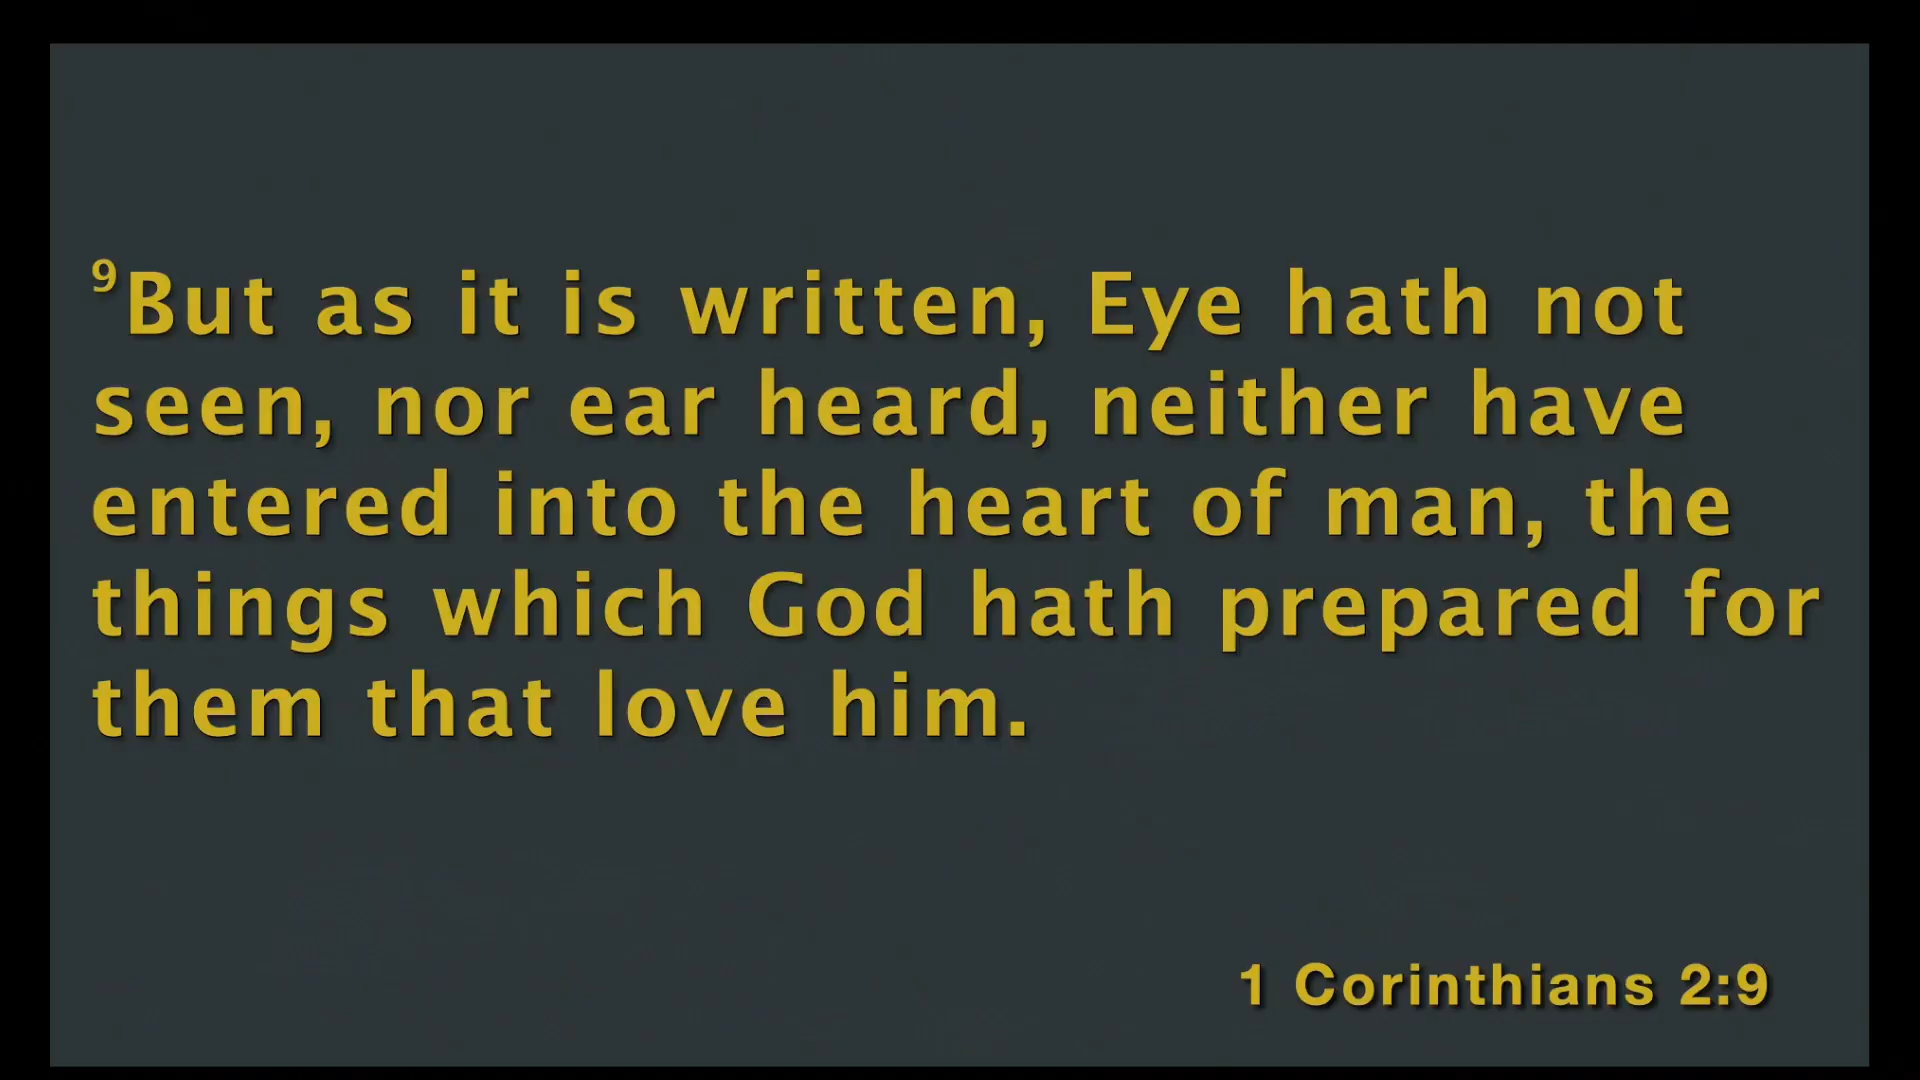 ⁹But as it is written, Eye hath not
seen, nor ear heard, neither have
entered into the heart of man, the
things which God hath prepared for
them that love him.
1 Corinthians 2:9